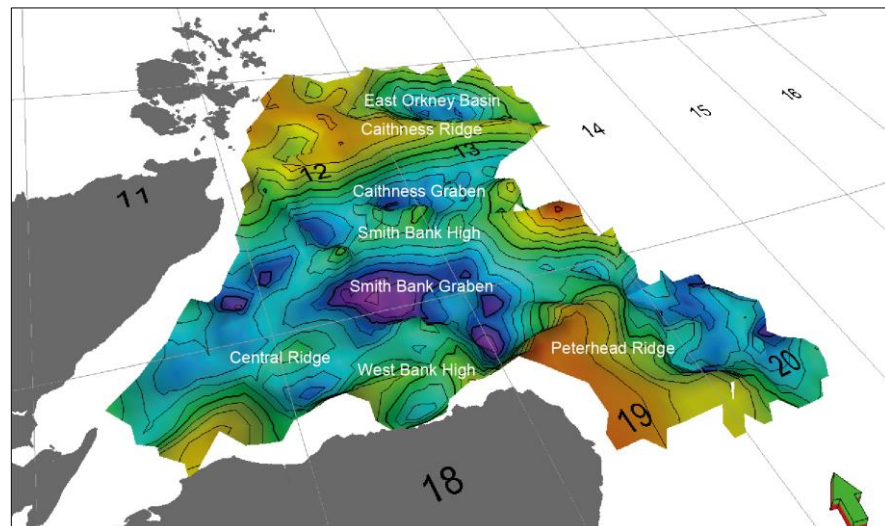 East Orkney Basin
16
15
14
Caithness Ridge
13
12
11
Caithness Graben
Smith Bank High
Smith Bank Graben
Central Ridge
West Bank High
Peterhead Ridge
20
19
18